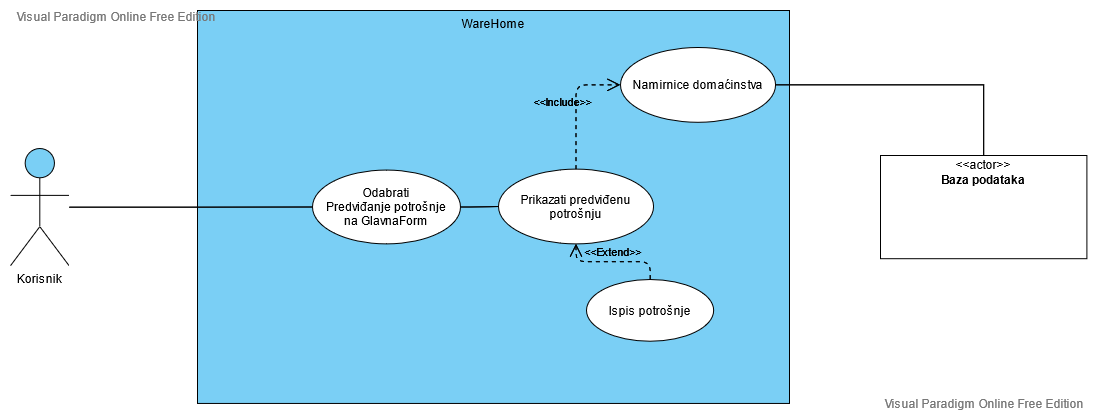 Visual Paradigm Online Free Edition
WareHome
Namirnice domaćinstva
<<Include>>
<<actor>>
Baza podataka
Odabrati
Predviđanje potrošnje
na GlavnaForm
Prikazati predviđenu
potrošnju
<<Extend>>
Korisnik
Ispis potrošnje
Visual Paradigm Online Free Edition